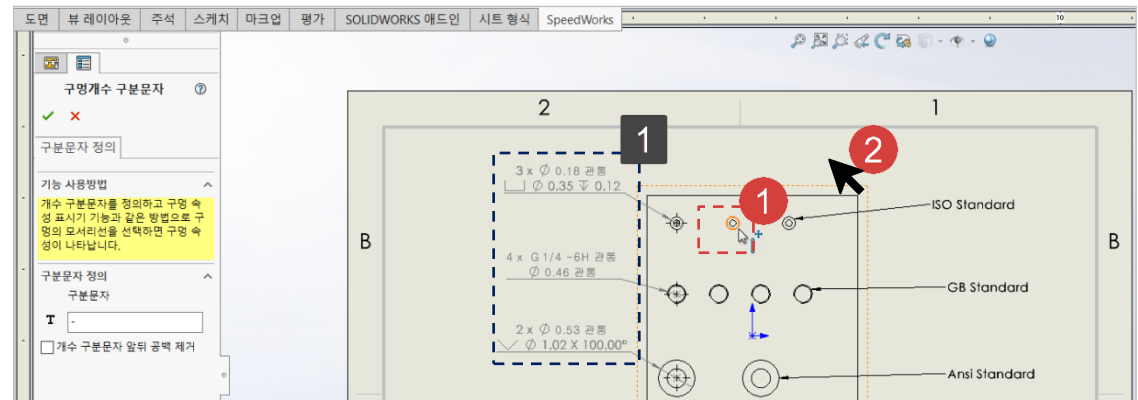 도면 뷰 레이아웃 주석 스케치 마크업 평가 SOLIDWORKS 애드인 시트 형식 SpeedWorks
10
구멍개수 구분문자
구분문자 정의
기능 사용방법
개수 구분문자를 정의하고 구멍 속
성 표시기 기능과 같은 방법으로 구
멍의 모서리선을 선택하면 구멍 속
성이 나타납니다.
구분문자 정의
구분문자
T -
개수 구분문자 앞뒤 공백 제거
2 1
1
2
1
3 x ∅ 0.18 관통
⌴ ∅ 0.35 ↧ 0.12
ISO Standard
B B
4 x G 1/4 -6H 관통
∅ 0.46 관통
GB Standard
2 x ∅ 0.53 관통
⌵ ∅ 1.02 X 100.00°
Ansi Standard